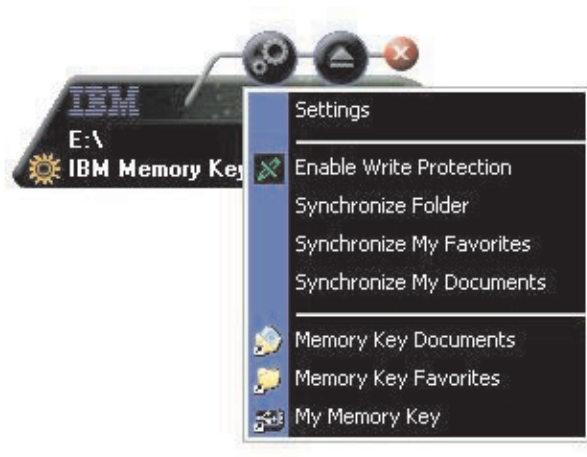 IBM
E:\
IBM Memory Key
Settings
Enable Write Protection
Synchronize Folder
Synchronize My Favorites
Synchronize My Documents
Memory Key Documents
Memory Key Favorites
My Memory Key